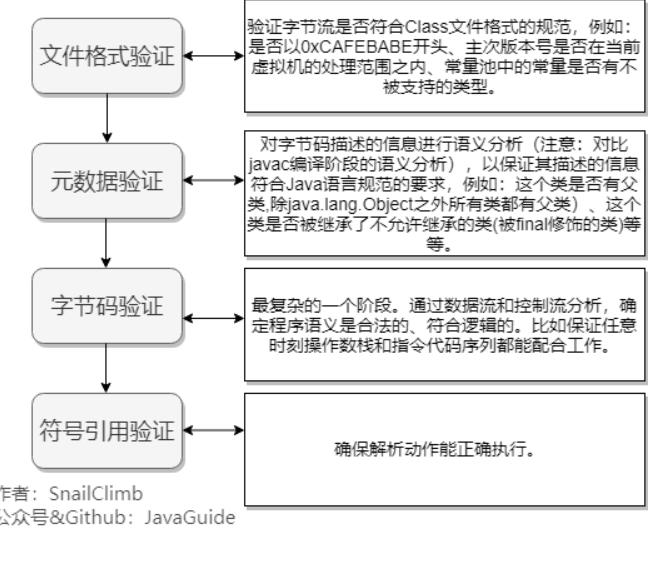 文件格式验证
验证字节流是否符合Class文件格式的规范，例如：
是否以0xCAFEBABE开头、主次版本号是否在当前
虚拟机的处理范围之内、常量池中的常量是否有不
被支持的类型。
元数据验证
对字节码描述的信息进行语义分析（注意：对比
javac编译阶段的语义分析），以保证其描述的信息
符合Java语言规范的要求，例如：这个类是否有父
类,除java.lang.Object之外所有类都有父类）、这个
类是否被继承了不允许继承的类(被final修饰的类)等
等。
字节码验证
最复杂的一个阶段。通过数据流和控制流分析，确
定程序语义是合法的、符合逻辑的。比如保证任意
时刻操作数栈和指令代码序列都能配合工作。
符号引用验证
确保解析动作能正确执行。
作者：SnailClimb
公众号&Github：JavaGuide